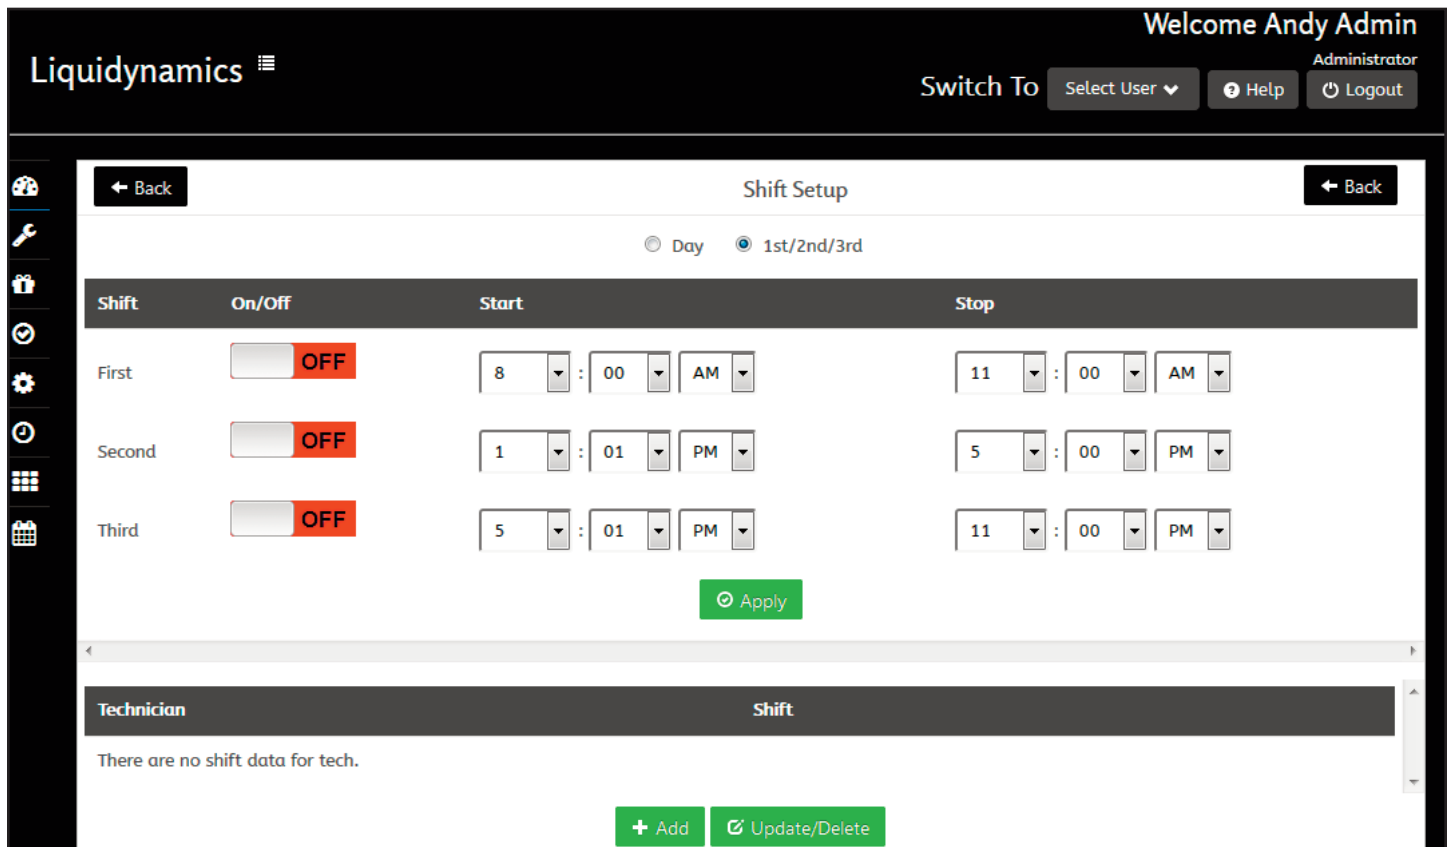 Welcome Andy Admin
Liquidynamics
Administrator
Switch To Select User Help Logout
Back Shift Setup Back
Day 1st/2nd/3rd
Shift On/Off Start Stop
First OFF 8 : 00 AM 11 : 00 AM
Second OFF 1 : 01 PM 5 : 00 PM
Third OFF 5 : 01 PM 11 : 00 PM
Apply
Technician Shift
There are no shift data for tech.
Add Update/Delete